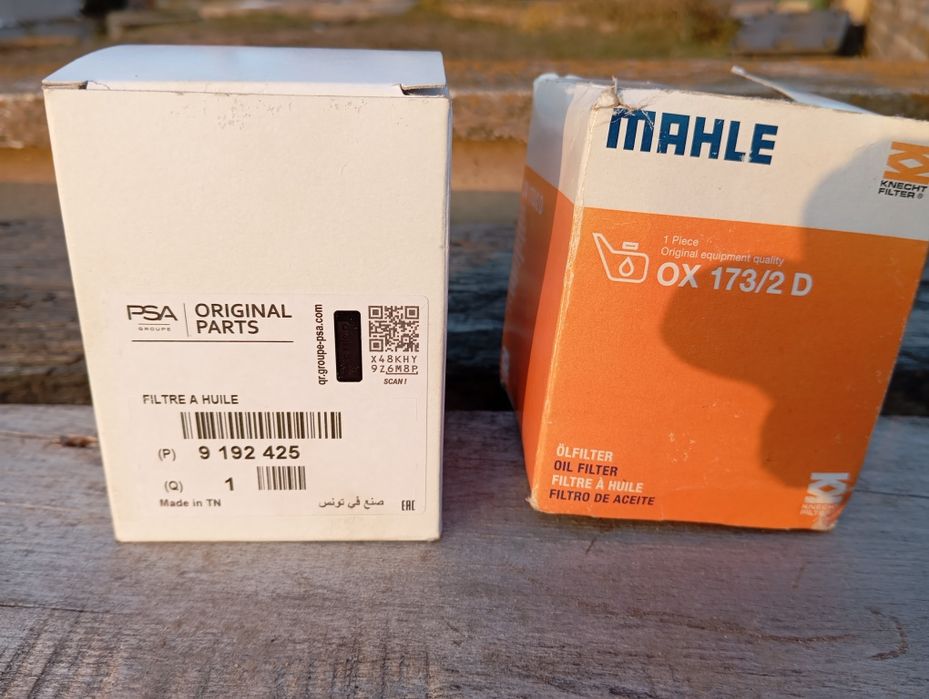 PSA
GROUPE
ORIGINAL
PARTS
qr.groupe-psa.com
X48KHY
9Z6M8P
SCAN!
FILTRE A HUILE
(P) 9 192 425
(Q) 1
Made in TN
صنع في تونس
EAC
MAHLE
KNECHT
FILTER®
1 Piece
Original equipment quality
OX 173/2 D
ÖLFILTER
OIL FILTER
FILTRE À HUILE
FILTRO DE ACEITE
KNECHT